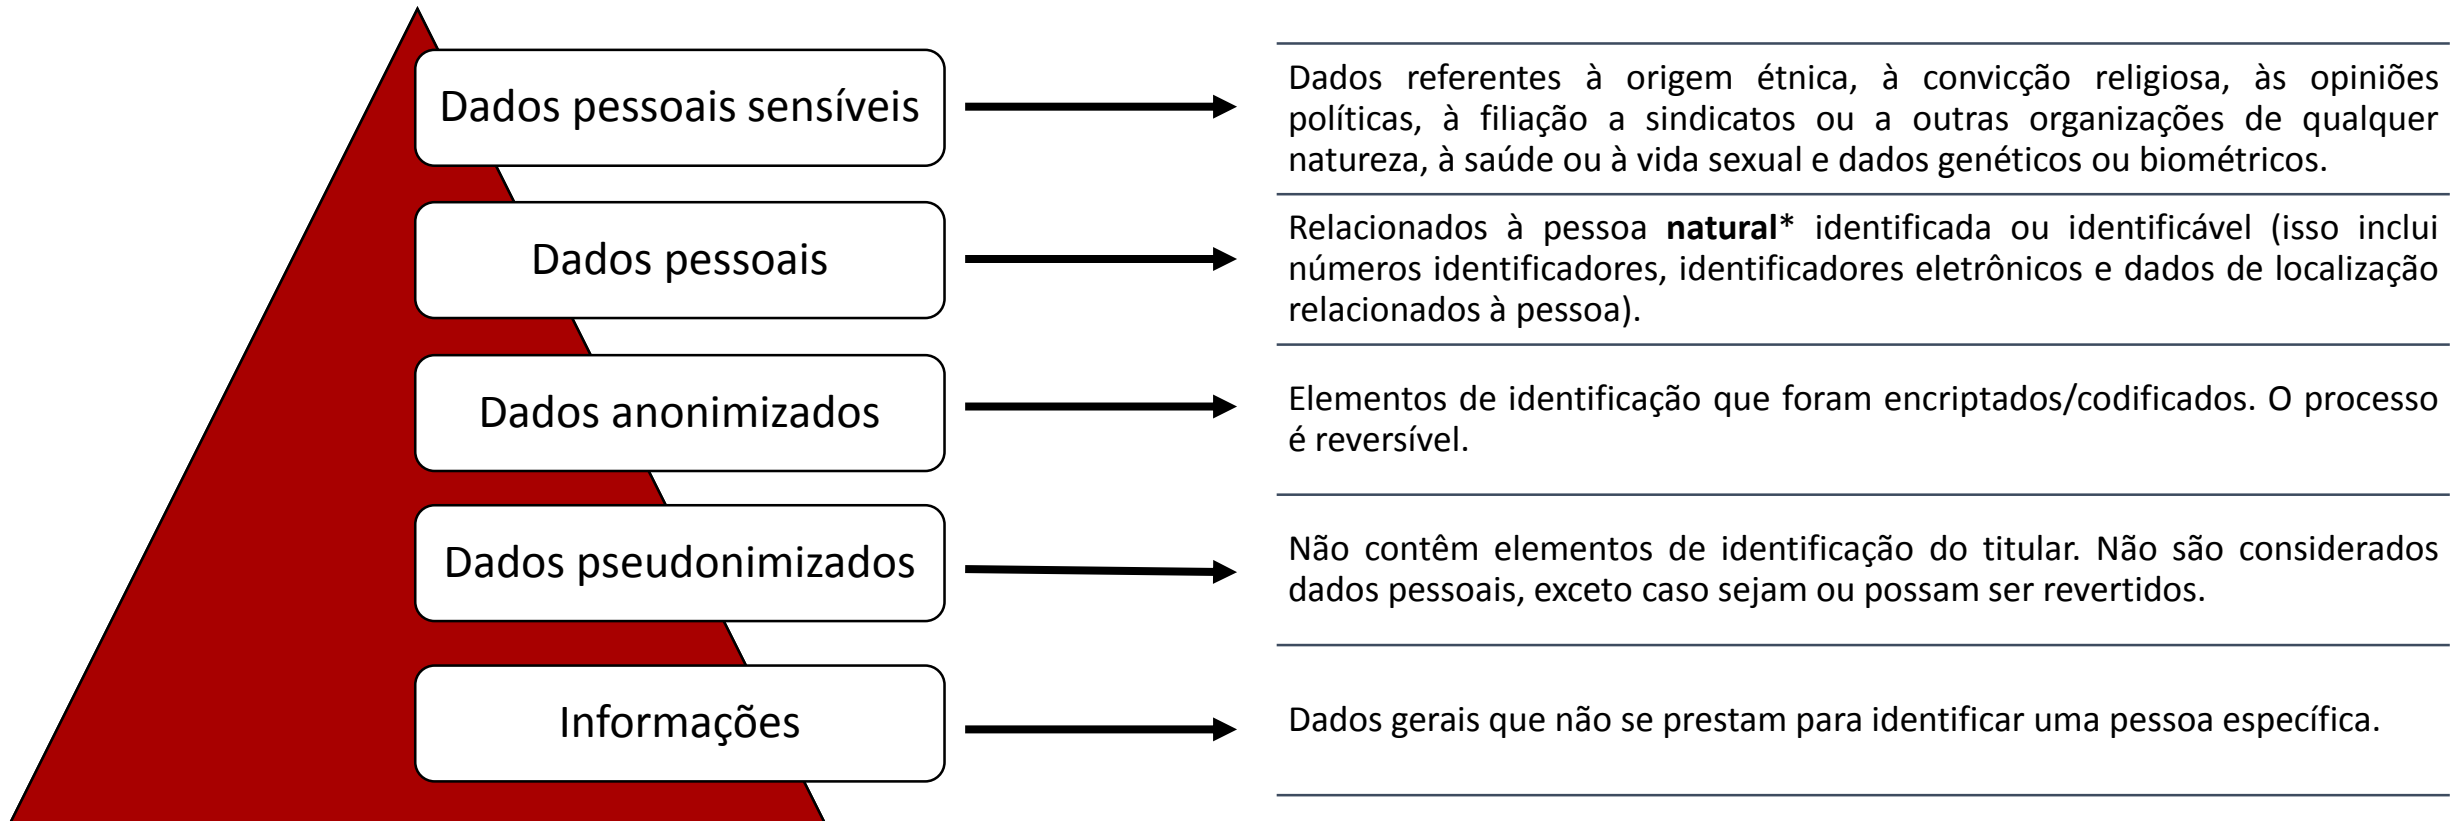 Dados pessoais sensíveis
Dados referentes à origem étnica, à convicção religiosa, às opiniões
políticas, à filiação a sindicatos ou a outras organizações de qualquer
natureza, à saúde ou à vida sexual e dados genéticos ou biométricos.
Dados pessoais
Relacionados à pessoa natural* identificada ou identificável (isso inclui
números identificadores, identificadores eletrônicos e dados de localização
relacionados à pessoa).
Dados anonimizados
Elementos de identificação que foram encriptados/codificados. O processo
é reversível.
Dados pseudonimizados
Não contêm elementos de identificação do titular. Não são considerados
dados pessoais, exceto caso sejam ou possam ser revertidos.
Informações
Dados gerais que não se prestam para identificar uma pessoa específica.